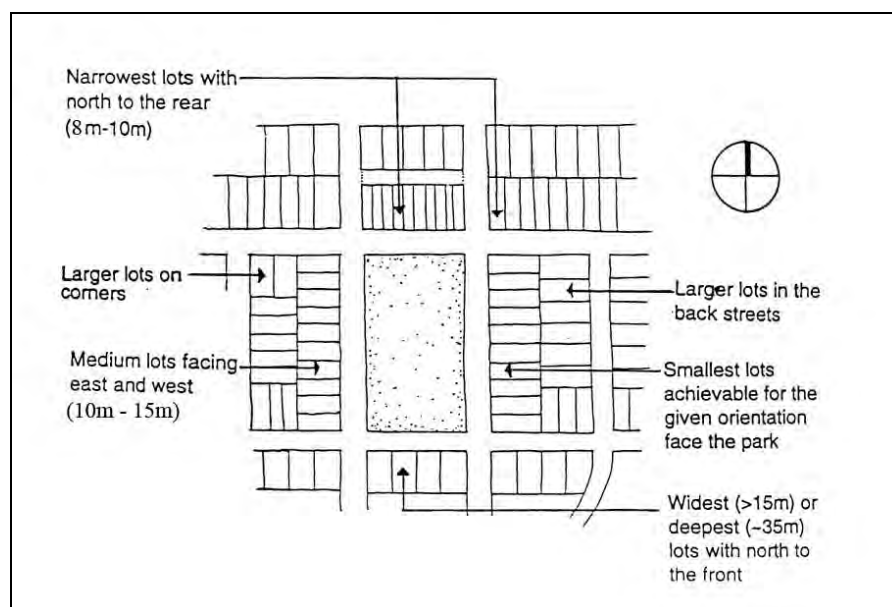 Narrowest lots with
north to the rear
(8m-10m)
Larger lots on
corners
Larger lots in the
back streets
Medium lots facing
east and west
(10m - 15m)
Smallest lots
achievable for the
given orientation
face the park
Widest (>15m) or
deepest (~35m)
lots with north to
the front